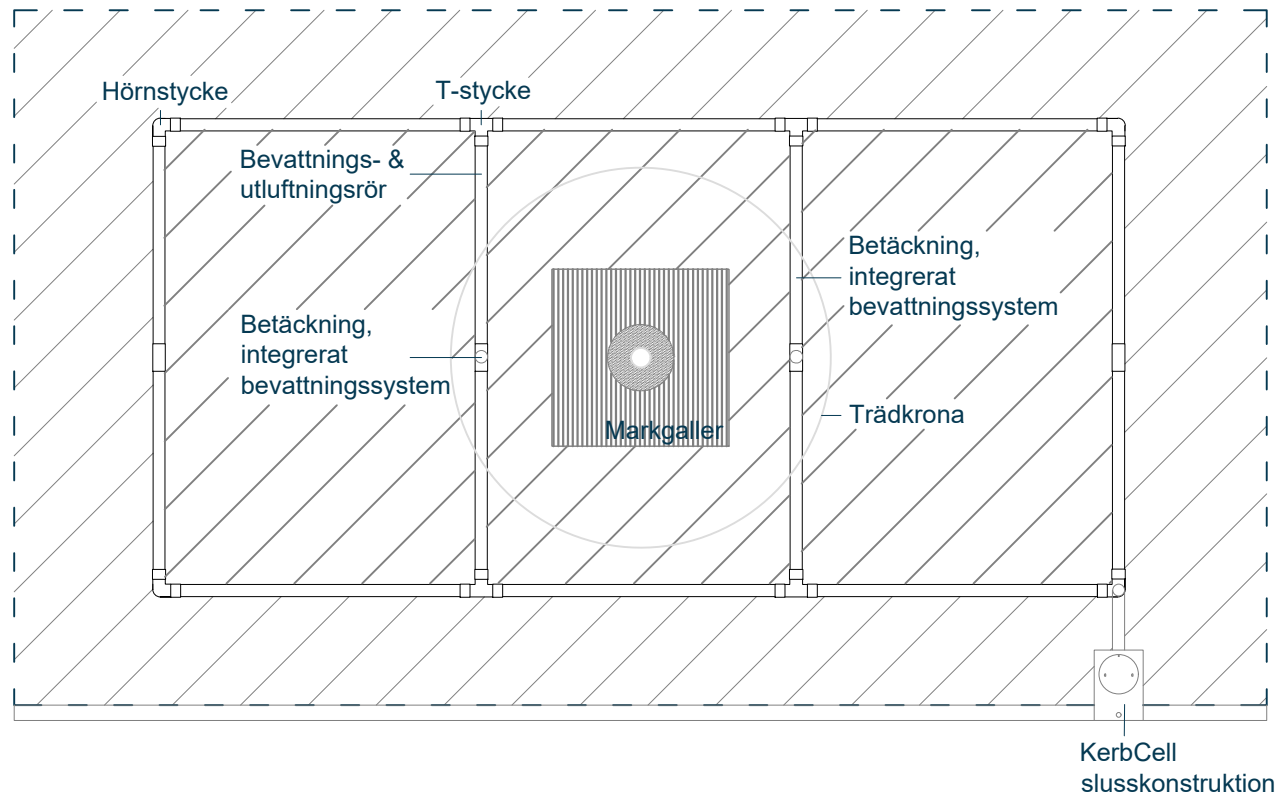 Hörnstycke
T-stycke
Bevattnings- &
utluftningsrör
Betäckning,
integrerat
bevattningssystem
Betäckning,
integrerat
bevattningssystem
Trädkrona
Markgaller
KerbCell
slusskonstruktion